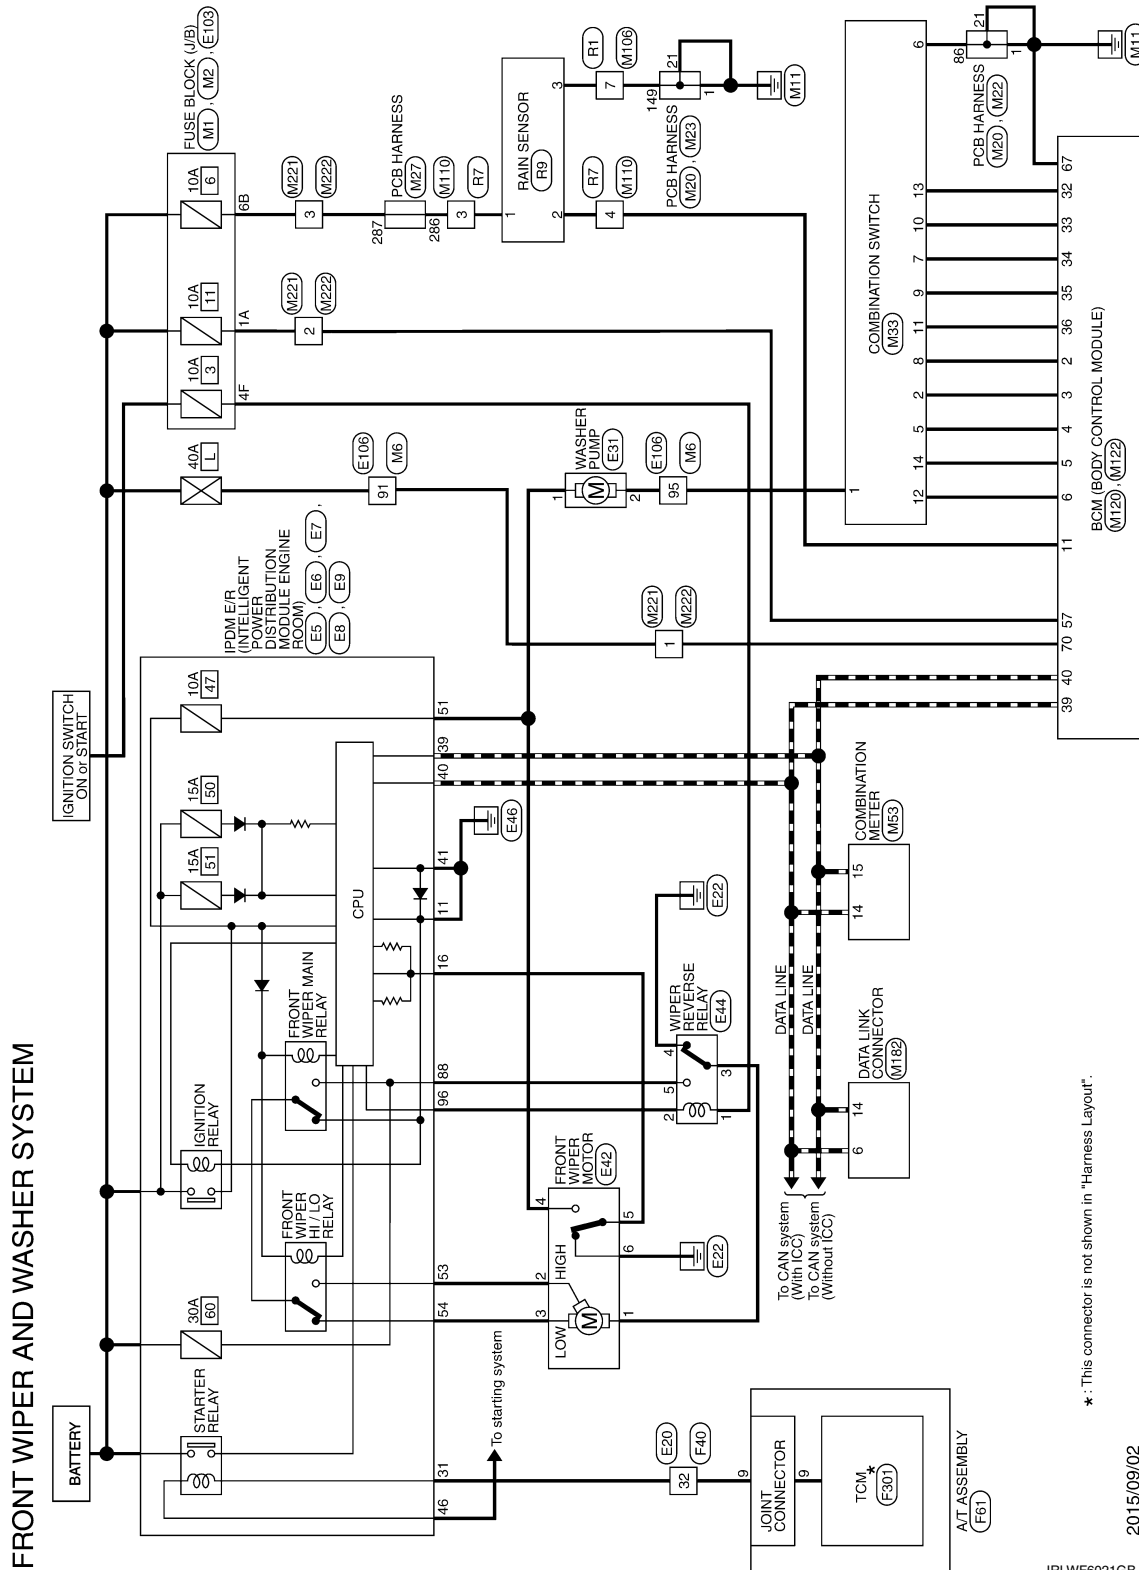 FRONT WIPER AND WASHER SYSTEM
BATTERY
IGNITION SWITCH
ON or START
FUSE BLOCK (J/B)
M1 , M2 , E103
40A
L
10A
3
10A
11
10A
6
4F
1A
6B
IPDM E/R
(INTELLIGENT
POWER
DISTRIBUTION
MODULE ENGINE
ROOM)
E5 , E6 , E7 ,
E8 , E9
STARTER
RELAY
30A
60
IGNITION
RELAY
15A
51
15A
50
10A
47
FRONT
WIPER
HI / LO
RELAY
FRONT
WIPER MAIN
RELAY
CPU
46
31
54
53
96
88
16
11
41
40
39
51
E46
To starting system
E106
M6
91
M221
M222
2
M221
M222
3
PCB HARNESS
M27
287
286
M110
R7
3
RAIN SENSOR
R9
1
2
3
R7
M110
4
R1
M106
7
149
21
1
PCB HARNESS
M20 , M23
M11
WASHER
PUMP
E31
1
2
M
E106
M6
95
M221
M222
1
FRONT
WIPER
MOTOR
E42
LOW
HIGH
3
2
4
M
1
6
5
E22
WIPER
REVERSE
RELAY
E44
2
5
4
1
3
E22
E20
F40
32
JOINT
CONNECTOR
9
9
TCM*
F301
A/T ASSEMBLY
F61
To CAN system
(With ICC)
To CAN system
(Without ICC)
DATA LINE
DATA LINE
DATA LINK
CONNECTOR
M182
6
14
COMBINATION
METER
M53
14
15
COMBINATION SWITCH
M33
1
6
12
14
5
2
8
11
9
7
10
13
86
21
1
PCB HARNESS
M20 , M22
M11
39
40
70
57
11
6
5
4
3
2
36
35
34
33
32
67
BCM (BODY CONTROL MODULE)
M120 , M122
* : This connector is not shown in "Harness Layout".
2015/09/02